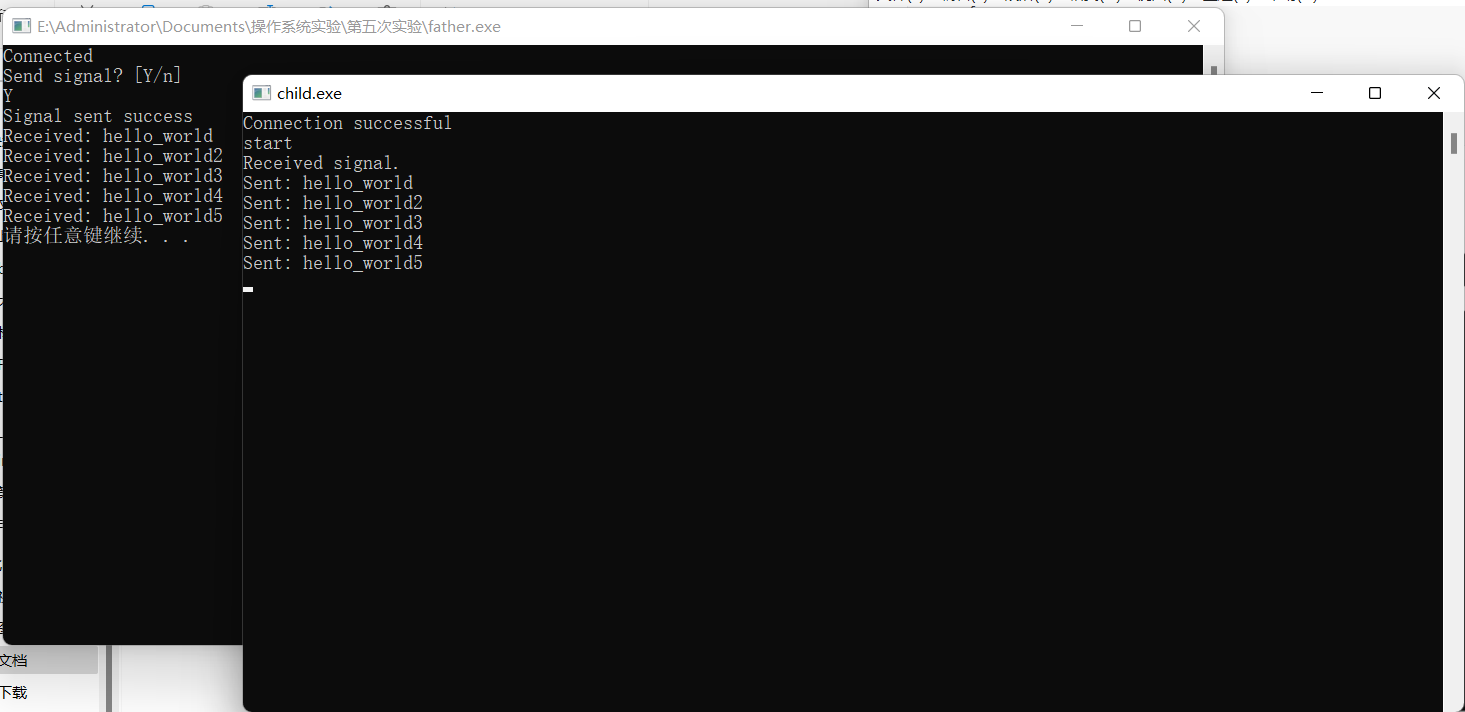 E:\Administrator\Documents\操作系统实验\第五次实验\father.exe
Connected
Send signal? [Y/n]
Y
Signal sent success
Received: hello_world
Received: hello_world2
Received: hello_world3
Received: hello_world4
Received: hello_world5
请按任意键继续. . .
child.exe
Connection successful
start
Received signal.
Sent: hello_world
Sent: hello_world2
Sent: hello_world3
Sent: hello_world4
Sent: hello_world5
文档
下载